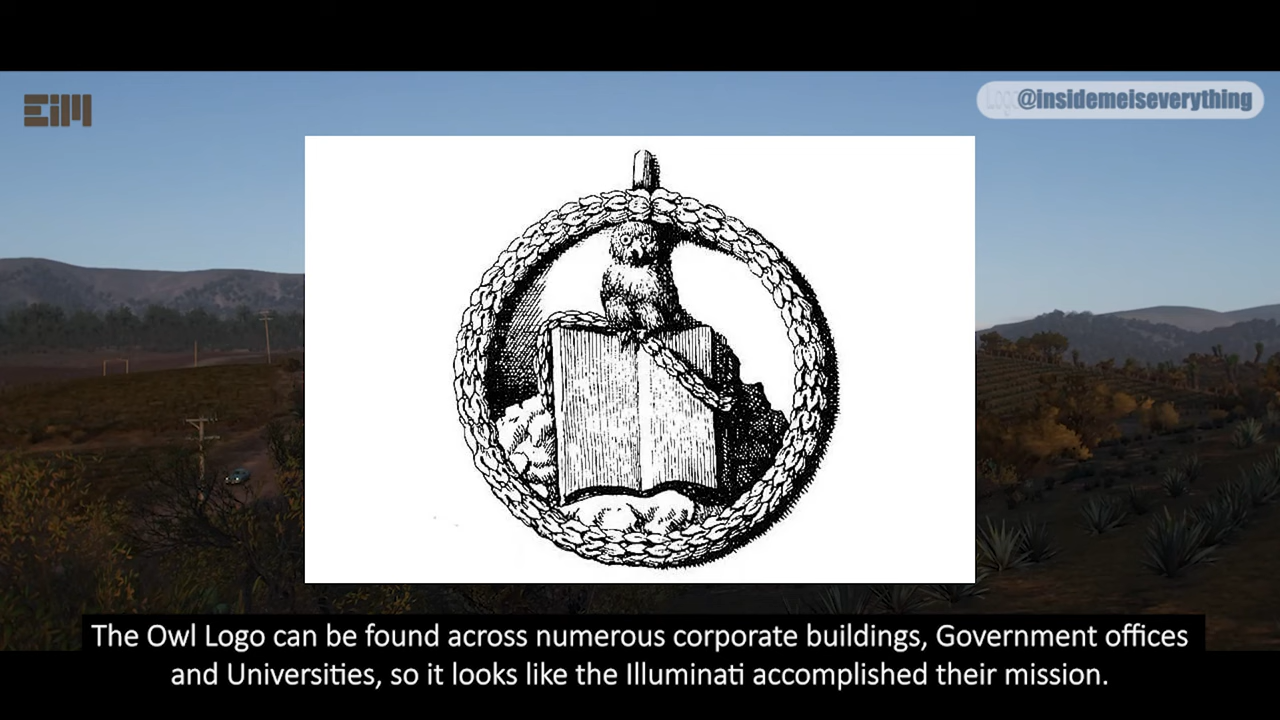 EiM
@insidemeiseverything
The Owl Logo can be found across numerous corporate buildings, Government offices
and Universities, so it looks like the Illuminati accomplished their mission.